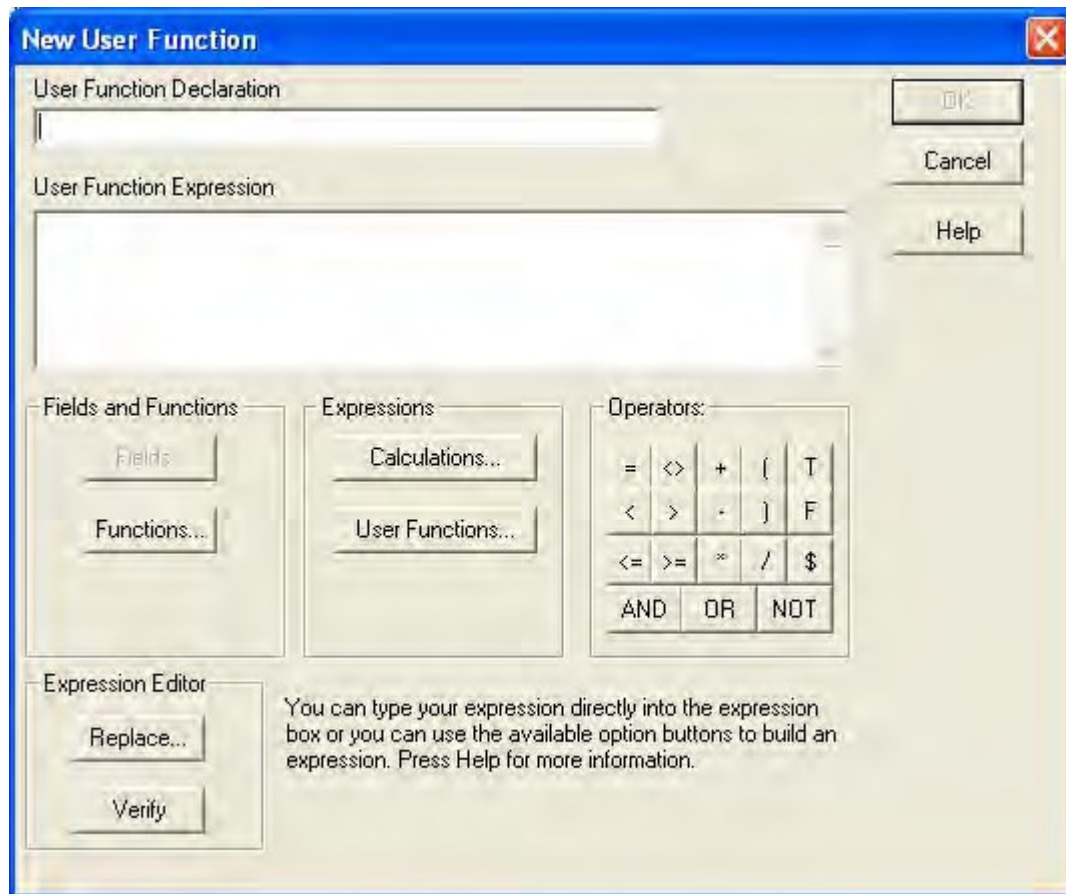 New User Function
User Function Declaration
OK
Cancel
User Function Expression
Help
Fields and Functions
Fields
Functions...
Expressions
Calculations...
User Functions...
Operators:
= <> + ( T
< > - ) F
<= >= * / $
AND OR NOT
Expression Editor
Replace...
Verify
You can type your expression directly into the expression
box or you can use the available option buttons to build an
expression. Press Help for more information.